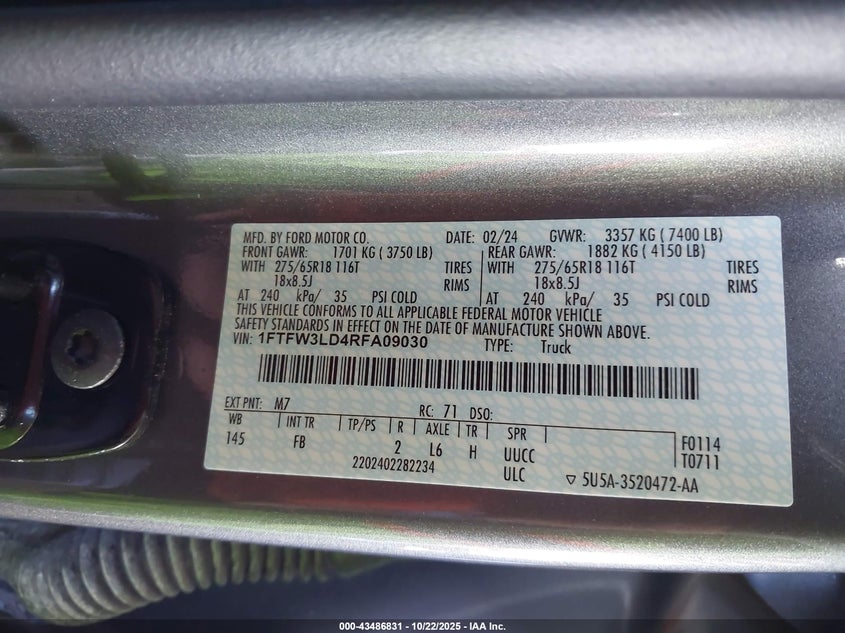 MFD. BY FORD MOTOR CO. DATE: 02/24 GVWR: 3357 KG ( 7400 LB)
FRONT GAWR: 1701 KG ( 3750 LB) REAR GAWR: 1882 KG ( 4150 LB)
WITH 275/65R18 116T TIRES WITH 275/65R18 116T TIRES
18x8.5J RIMS 18x8.5J RIMS
AT 240 kPa/ 35 PSI COLD AT 240 kPa/ 35 PSI COLD
THIS VEHICLE CONFORMS TO ALL APPLICABLE FEDERAL MOTOR VEHICLE
SAFETY STANDARDS IN EFFECT ON THE DATE OF MANUFACTURE SHOWN ABOVE.
VIN: 1FTFW3LD4RFA09030 TYPE: Truck
EXT PNT: M7 RC: 71 DSO:
WB INT TR TP/PS R AXLE TR SPR F0114
145 FB 2 L6 H UUCC T0711
2202402282234 ULC ▽ 5U5A-3520472-AA
000-43486831 - 10/22/2025 - IAA Inc.